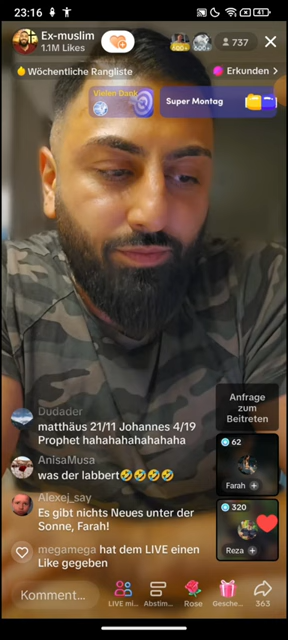 23:16
41
Ex-muslim
1.1M Likes
600+
600+
737
Wöchentliche Rangliste
Erkunden >
Vielen Dank
Super Montag
Anfrage
zum
Beitreten
Dudader
matthäus 21/11 Johannes 4/19
Prophet hahahahahahahaha
62
Farah +
AnisaMusa
was der labbert🤣🤣🤣🤣
Alexej_say
Es gibt nichts Neues unter der
Sonne, Farah!
320
Reza +
megamega hat dem LIVE einen
Like gegeben
Komment...
LIVE mi...
Abstim...
Rose
Gesche...
363